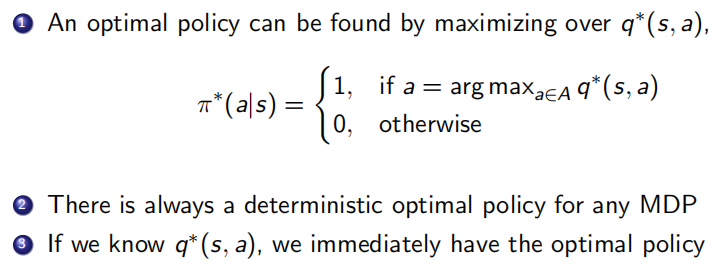 1 An optimal policy can be found by maximizing over q*(s, a),
π*(a|s) = { 1, if a = arg max_{a∈A} q*(s, a)
0, otherwise
2 There is always a deterministic optimal policy for any MDP
3 If we know q*(s, a), we immediately have the optimal policy